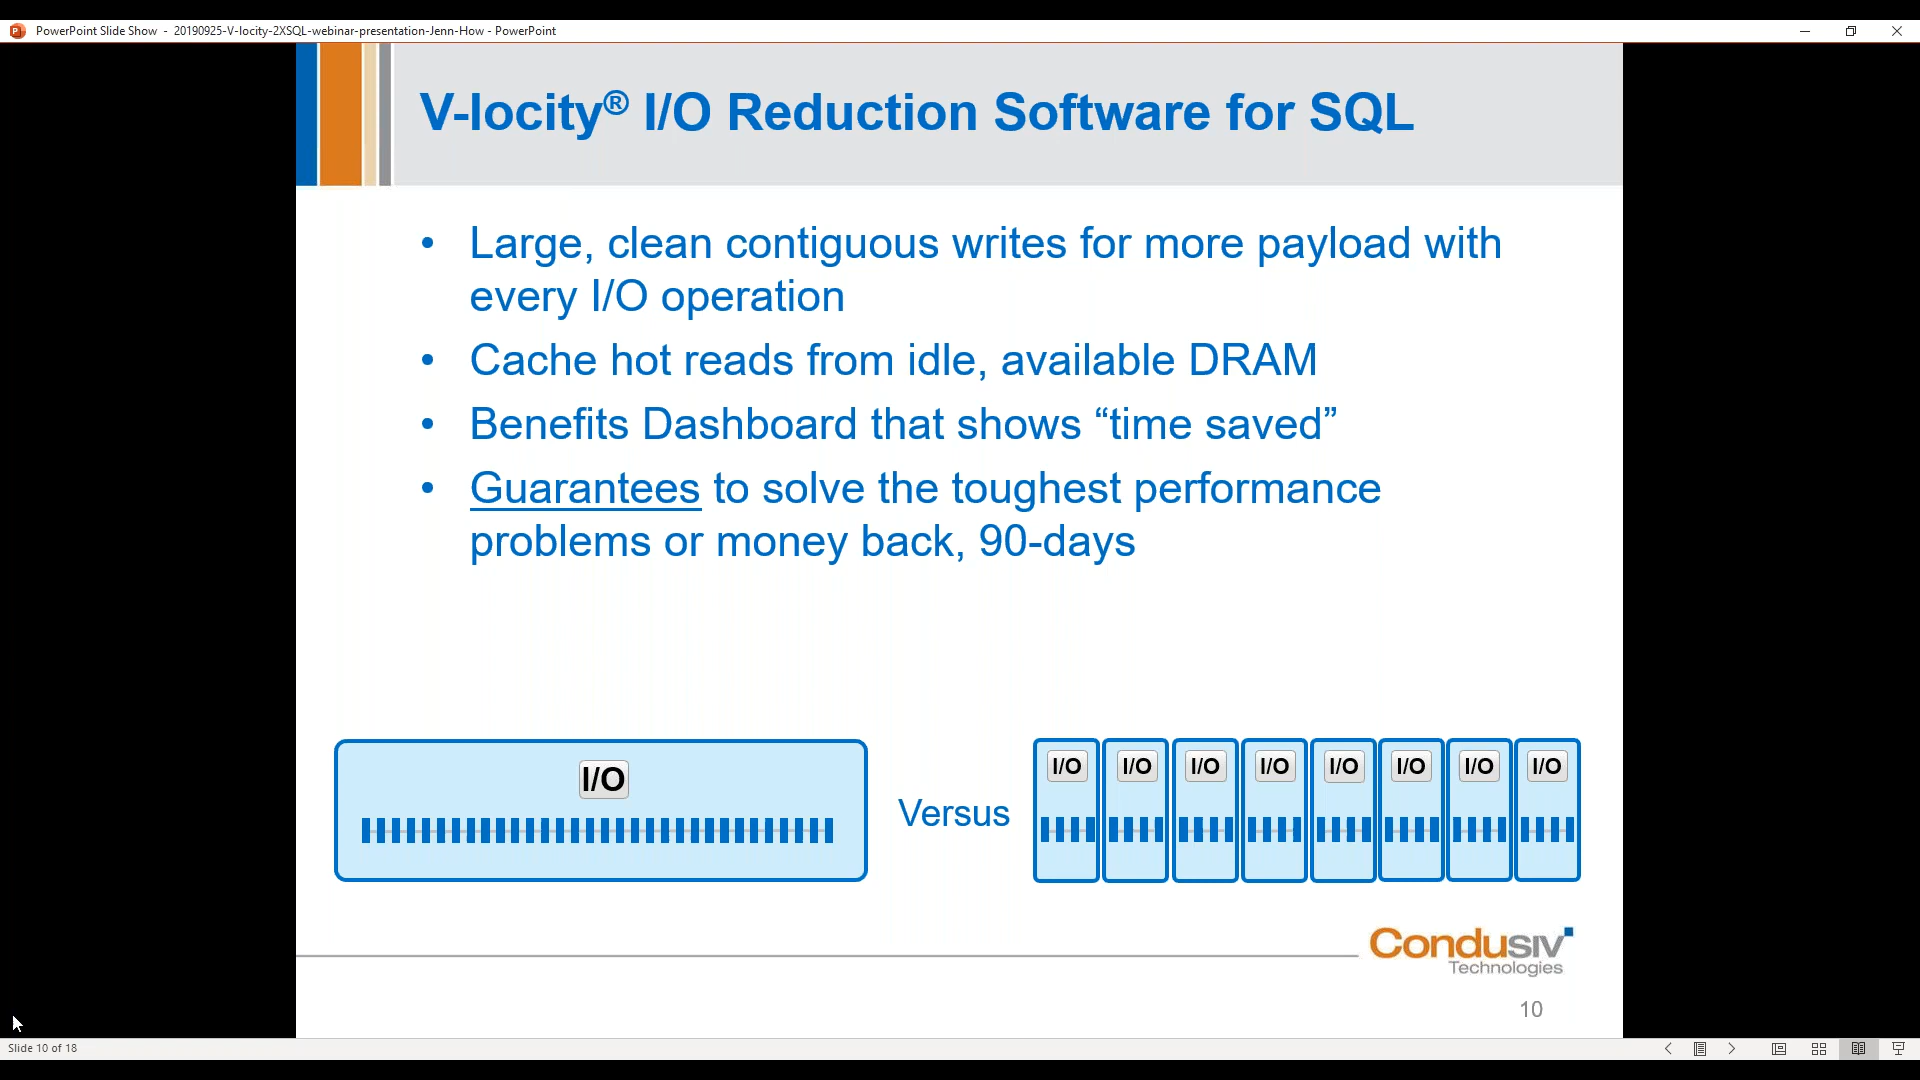 PowerPoint Slide Show - 20190925-V-locity-2XSQL-webinar-presentation-Jenn-How - PowerPoint
V-locity® I/O Reduction Software for SQL
• Large, clean contiguous writes for more payload with
every I/O operation
• Cache hot reads from idle, available DRAM
• Benefits Dashboard that shows “time saved”
• Guarantees to solve the toughest performance
problems or money back, 90-days
I/O
Versus
I/O I/O I/O I/O I/O I/O I/O I/O
Condusiv
Technologies
10
Slide 10 of 18